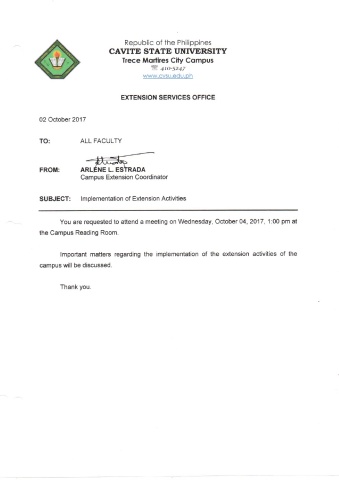 Republic of the Philippines
CAVITE STATE UNIVERSITY
Trece Martires City Campus
☎ 410-5247
www.cvsu.edu.ph
EXTENSION SERVICES OFFICE
02 October 2017
TO: ALL FACULTY
FROM: ARLENE L. ESTRADA
Campus Extension Coordinator
SUBJECT: Implementation of Extension Activities
You are requested to attend a meeting on Wednesday, October 04, 2017, 1:00 pm at
the Campus Reading Room.
Important matters regarding the implementation of the extension activities of the
campus will be discussed.
Thank you.